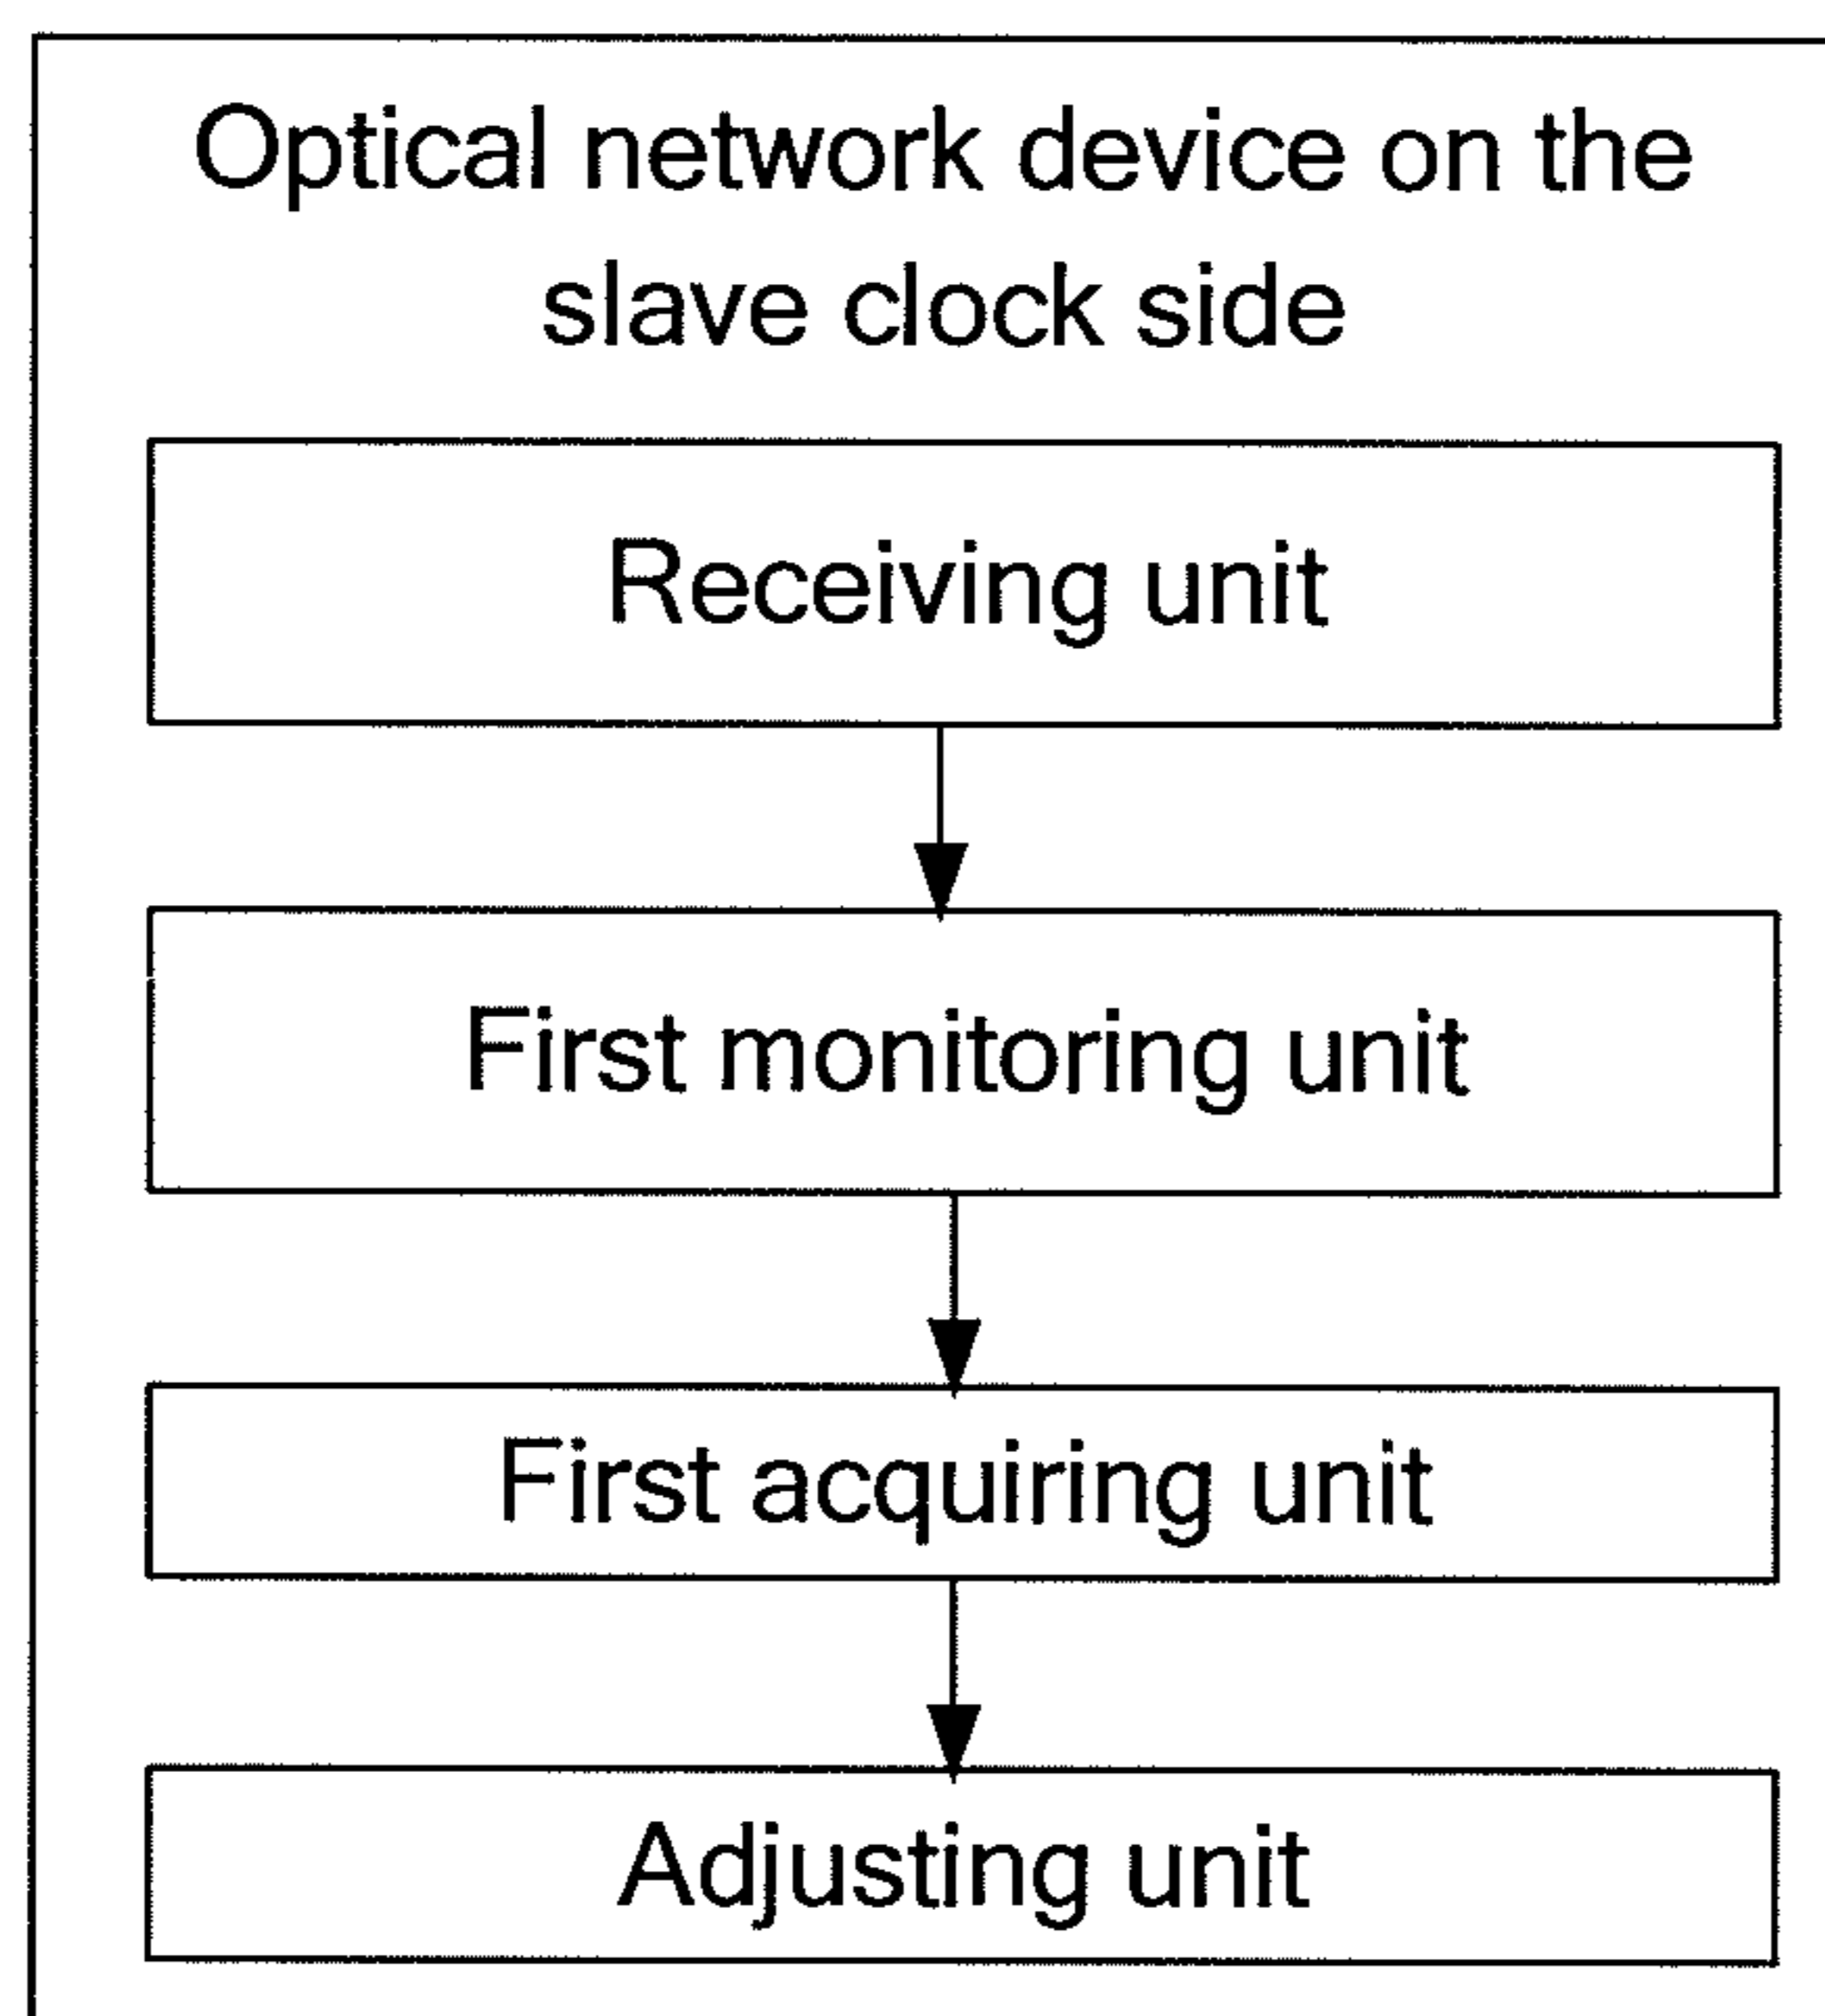 Optical network device on the
slave clock side
Receiving unit
First monitoring unit
First acquiring unit
Adjusting unit